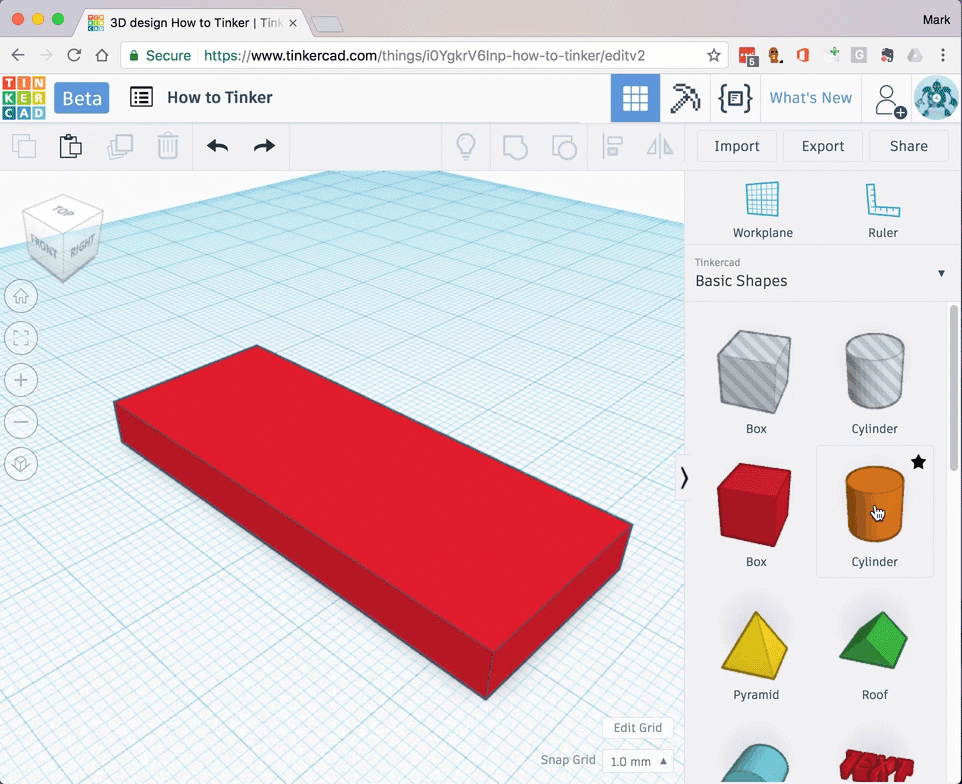 3D design How to Tinker | Tink
Mark
Secure https://www.tinkercad.com/things/i0YgkrV6Inp-how-to-tinker/editv2
5
G
TIN
KER
CAD
Beta
How to Tinker
What's New
Import
Export
Share
TOP
FRONT
RIGHT
Workplane
Ruler
Tinkercad
Basic Shapes
Box
Cylinder
Box
Cylinder
Pyramid
Roof
TEXT
Edit Grid
Snap Grid
1.0 mm